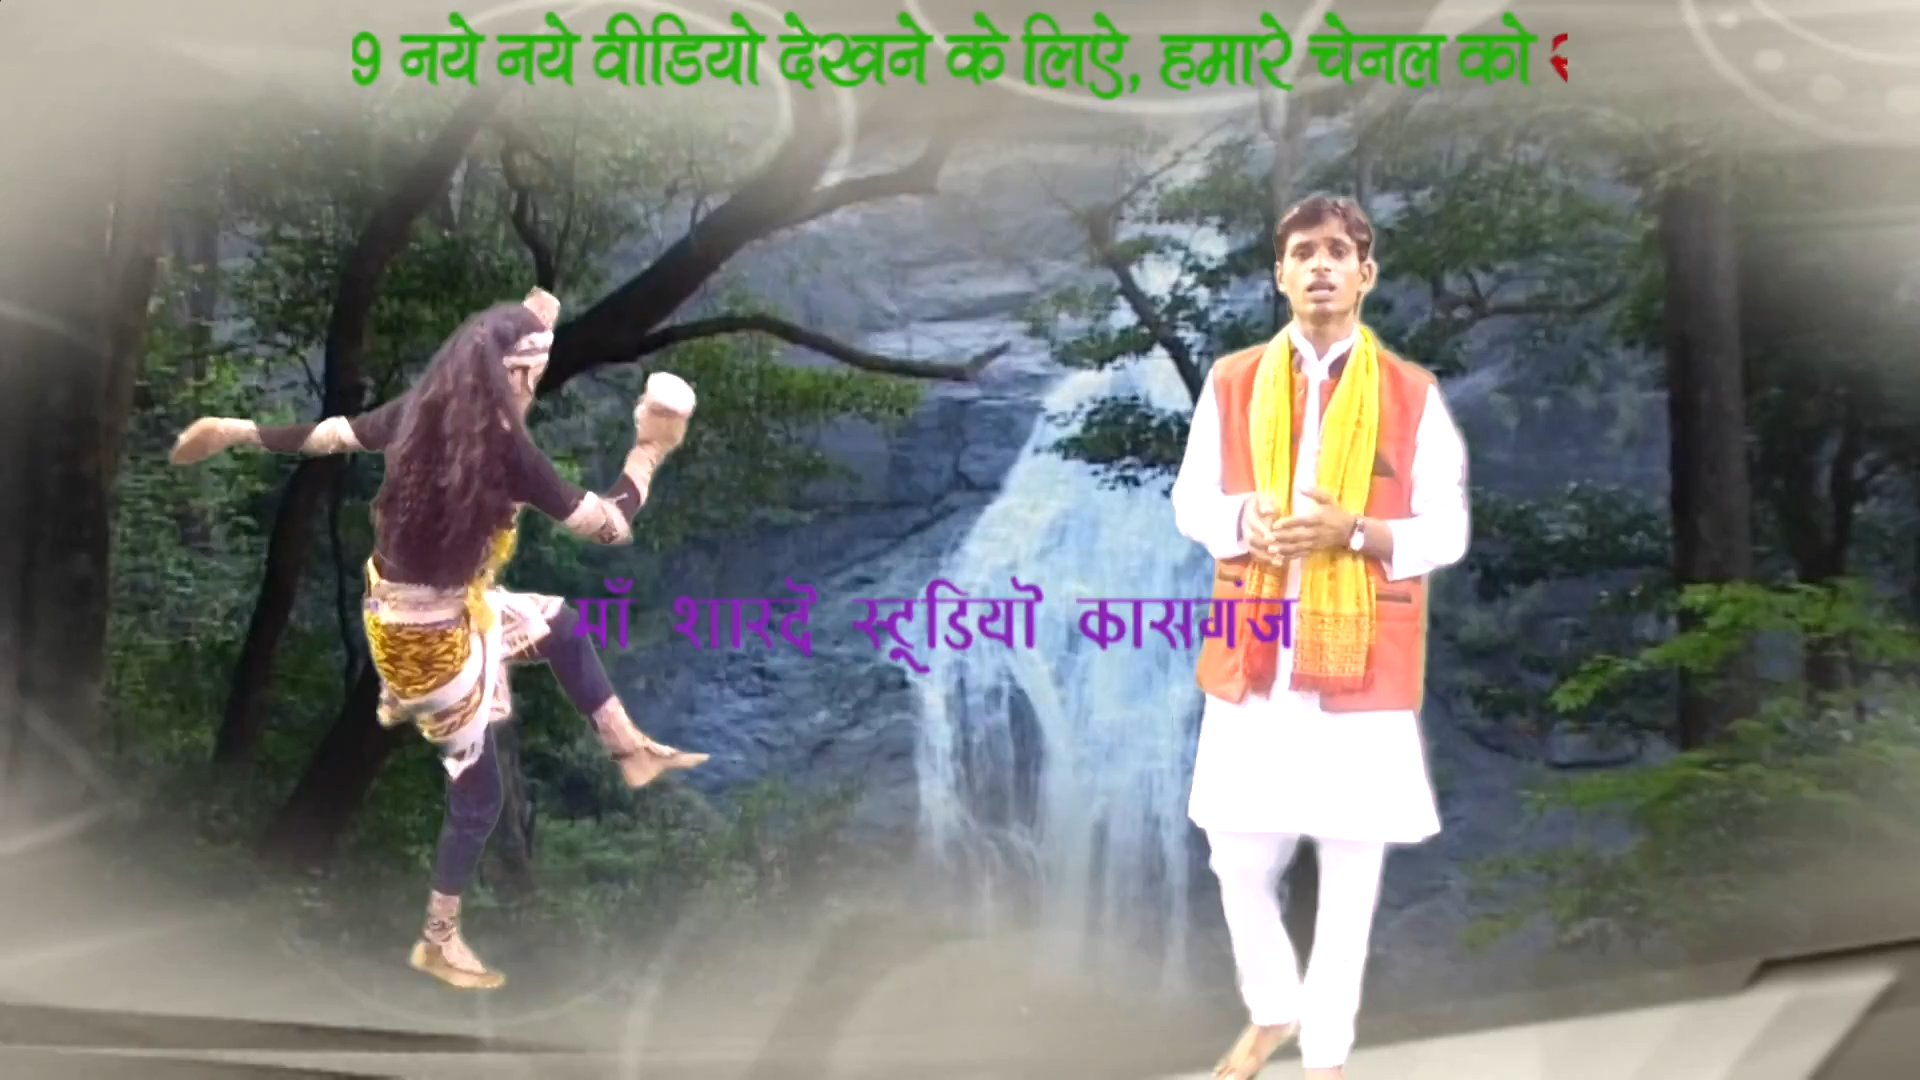 9 नये नये वीडियो देखने के लिऐ, हमारे चेनल को
माँ शारदे स्टूडियो कासगंज